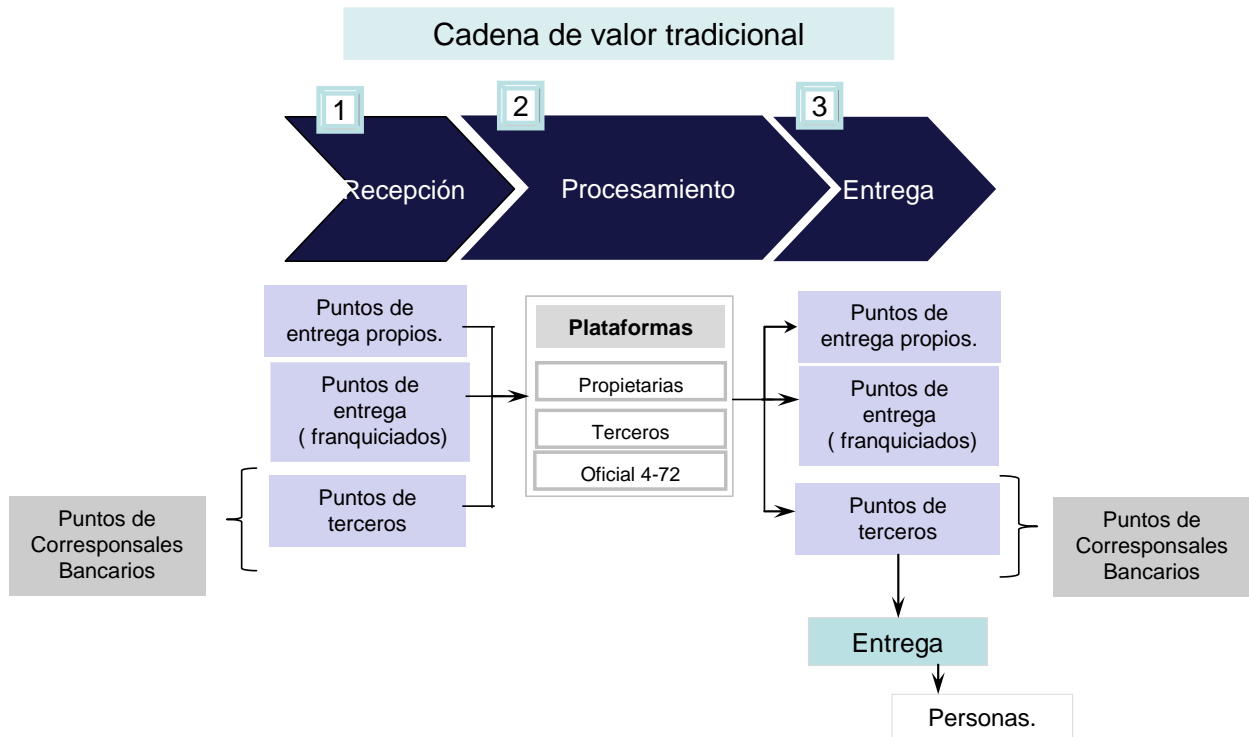 Cadena de valor tradicional
1
2
3
Recepción
Procesamiento
Entrega
Puntos de
entrega propios.
Puntos de
entrega
( franquiciados)
Puntos de
terceros
Puntos de
Corresponsales
Bancarios
Plataformas
Propietarias
Terceros
Oficial 4-72
Puntos de
entrega propios.
Puntos de
entrega
( franquiciados)
Puntos de
terceros
Puntos de
Corresponsales
Bancarios
Entrega
Personas.